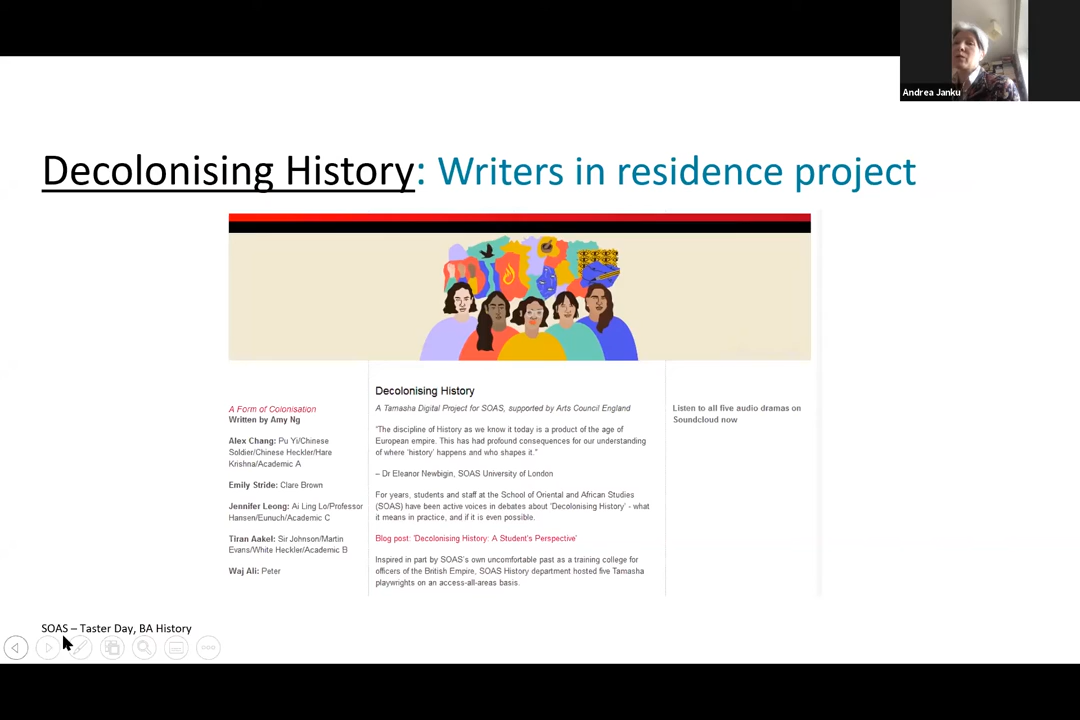 Andrea Janku
Decolonising History: Writers in residence project
A Form of Colonisation
Written by Amy Ng
Alex Chang: Pu Yi/Chinese
Soldier/Chinese Heckler/Hare
Krishna/Academic A
Emily Stride: Clare Brown
Jennifer Leong: Ai Ling Lo/Professor
Hansen/Eunuch/Academic C
Tiran Aakel: Sir Johnson/Martin
Evans/White Heckler/Academic B
Waj Ali: Peter
Decolonising History
A Tamasha Digital Project for SOAS, supported by Arts Council England
"The discipline of History as we know it today is a product of the age of
European empire. This has had profound consequences for our understanding
of where 'history' happens and who shapes it."
– Dr Eleanor Newbigin, SOAS University of London
For years, students and staff at the School of Oriental and African Studies
(SOAS) have been active voices in debates about 'Decolonising History' - what
it means in practice, and if it is even possible.
Blog post: 'Decolonising History: A Student's Perspective'
Inspired in part by SOAS's own uncomfortable past as a training college for
officers of the British Empire, SOAS History department hosted five Tamasha
playwrights on an access-all-areas basis.
Listen to all five audio dramas on
Soundcloud now
SOAS – Taster Day, BA History